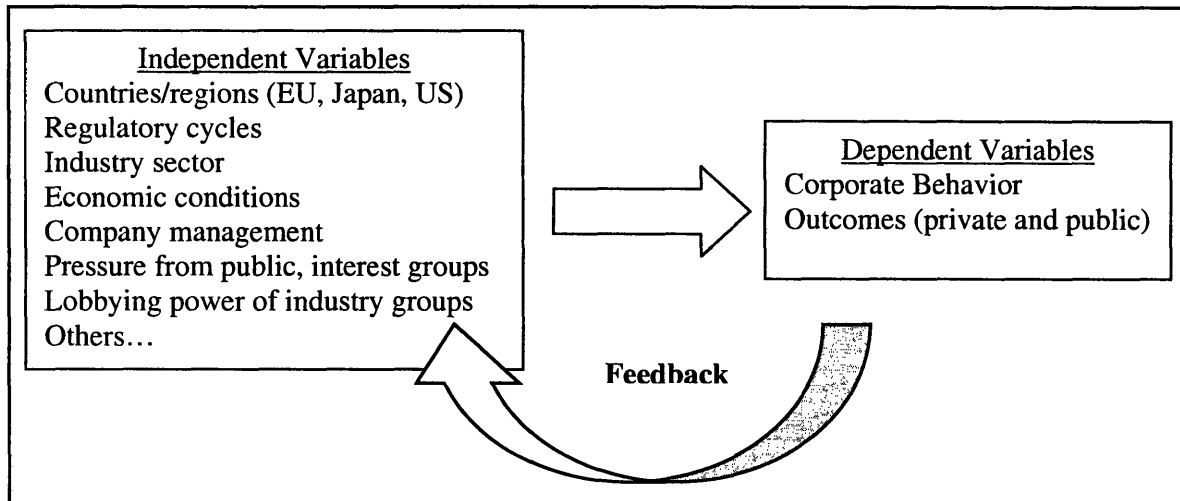 Independent Variables
Countries/regions (EU, Japan, US)
Regulatory cycles
Industry sector
Economic conditions
Company management
Pressure from public, interest groups
Lobbying power of industry groups
Others…
Dependent Variables
Corporate Behavior
Outcomes (private and public)
Feedback